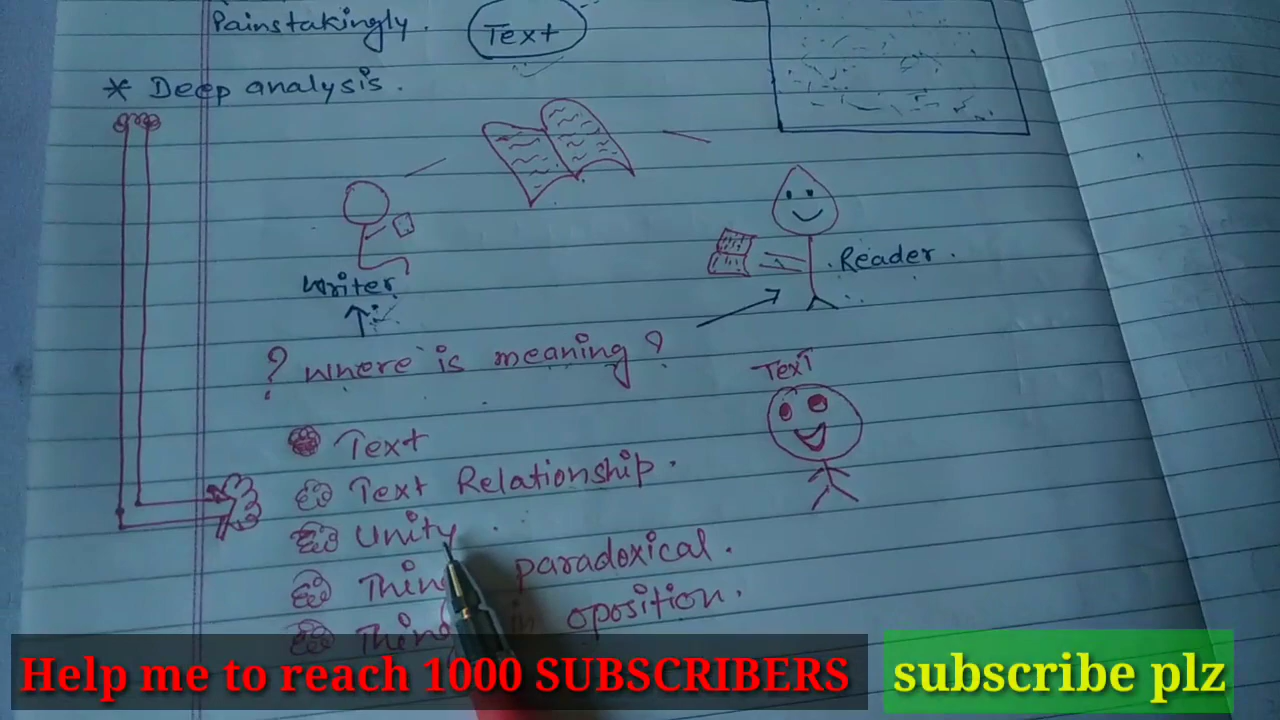 Painstakingly.
Text
* Deep analysis.
Writer
Reader.
? Where is meaning?
Text
Text
Text Relationship.
Unity.
paradoxical.
in oposition.
Help me to reach 1000 SUBSCRIBERS
subscribe plz